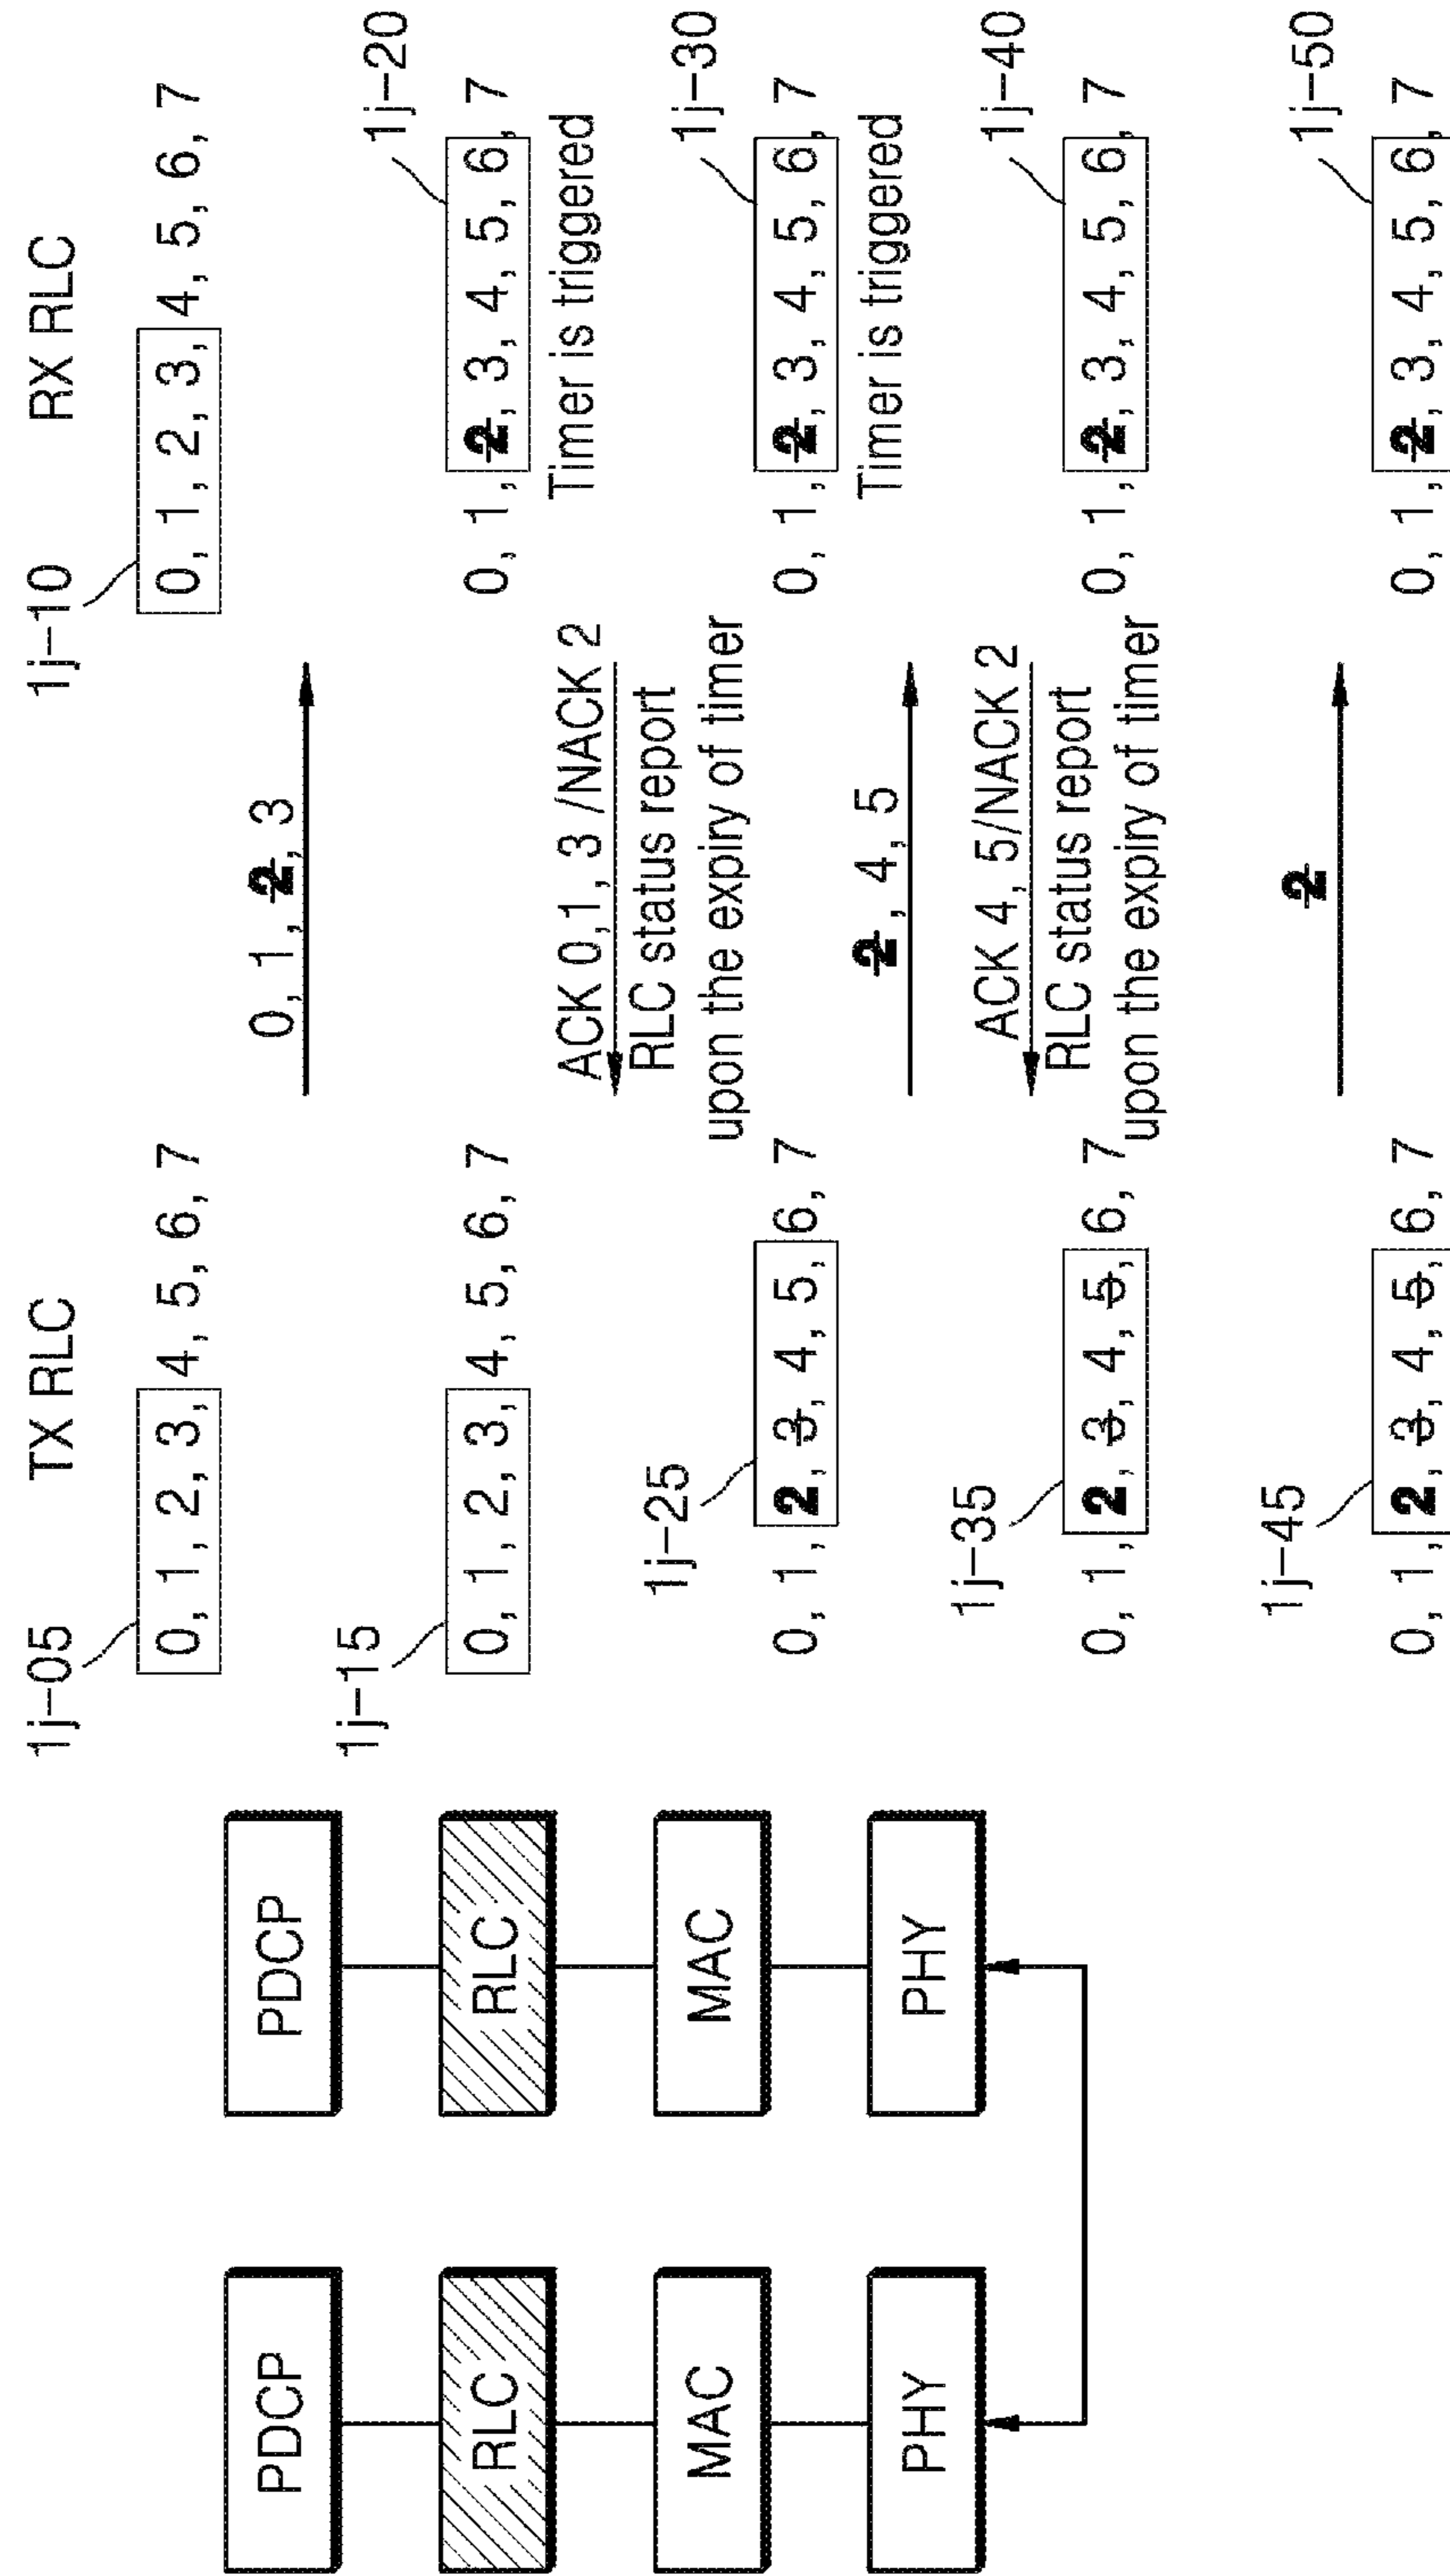 PDCP
RLC
MAC
PHY
PDCP
RLC
MAC
PHY
TX RLC
RX RLC
1j-05
0, 1, 2, 3, 4, 5, 6, 7
0, 1, 2, 3
1j-10
0, 1, 2, 3, 4, 5, 6, 7
1j-15
0, 1, 2, 3, 4, 5, 6, 7
ACK 0, 1, 3 /NACK 2
RLC status report
upon the expiry of timer
1j-20
0, 1, 2, 3, 4, 5, 6, 7
Timer is triggered
1j-25
0, 1, 2, 3, 4, 5, 6, 7
2, 4, 5
1j-30
0, 1, 2, 3, 4, 5, 6, 7
Timer is triggered
1j-35
0, 1, 2, 3, 4, 5, 6, 7
ACK 4, 5/NACK 2
RLC status report
upon the expiry of timer
1j-40
0, 1, 2, 3, 4, 5, 6, 7
1j-45
0, 1, 2, 3, 4, 5, 6, 7
2
1j-50
0, 1, 2, 3, 4, 5, 6, 7